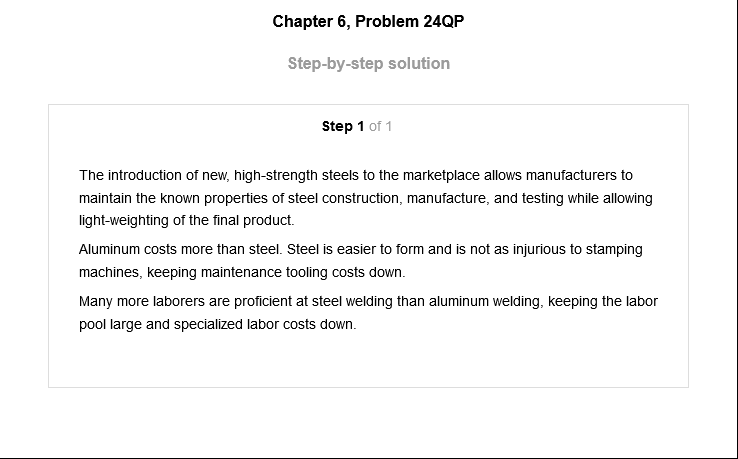 Chapter 6, Problem 24QP
Step-by-step solution
Step 1 of 1
The introduction of new, high-strength steels to the marketplace allows manufacturers to
maintain the known properties of steel construction, manufacture, and testing while allowing
light-weighting of the final product.
Aluminum costs more than steel. Steel is easier to form and is not as injurious to stamping
machines, keeping maintenance tooling costs down.
Many more laborers are proficient at steel welding than aluminum welding, keeping the labor
pool large and specialized labor costs down.